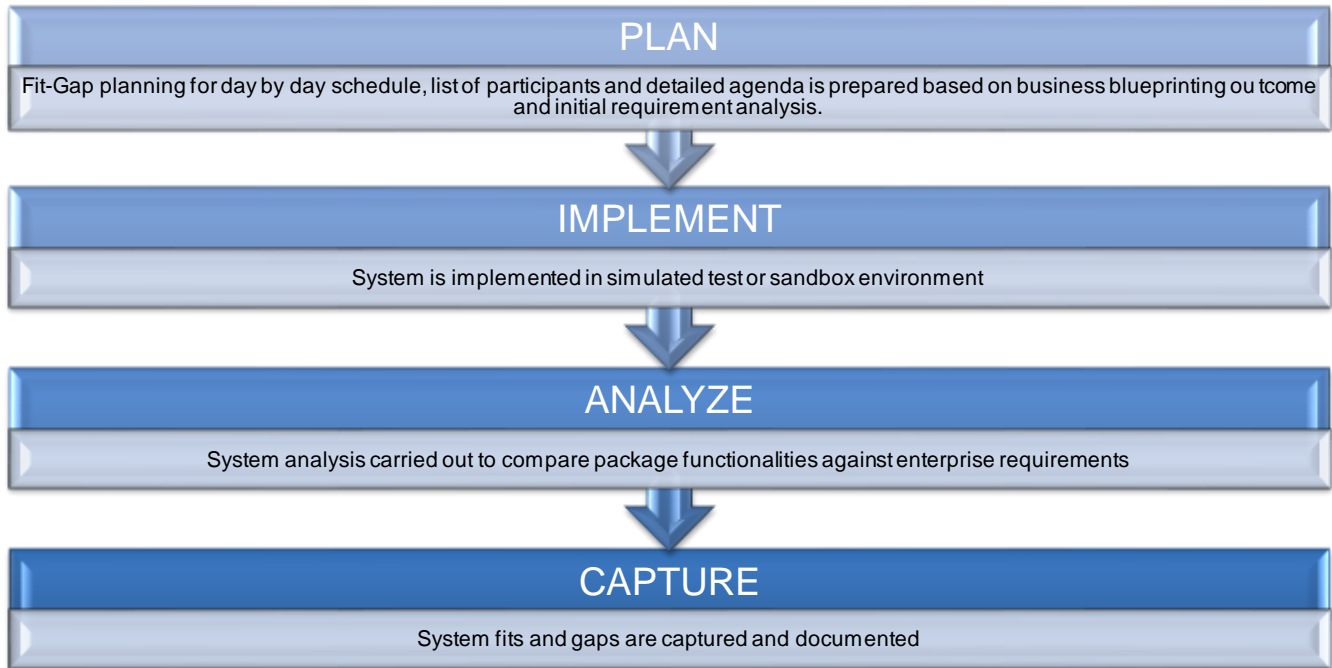 PLAN
Fit-Gap planning for day by day schedule, list of participants and detailed agenda is prepared based on business blueprinting ou tcome
and initial requirement analysis.
IMPLEMENT
System is implemented in simulated test or sandbox environment
ANALYZE
System analysis carried out to compare package functionalities against enterprise requirements
CAPTURE
System fits and gaps are captured and documented